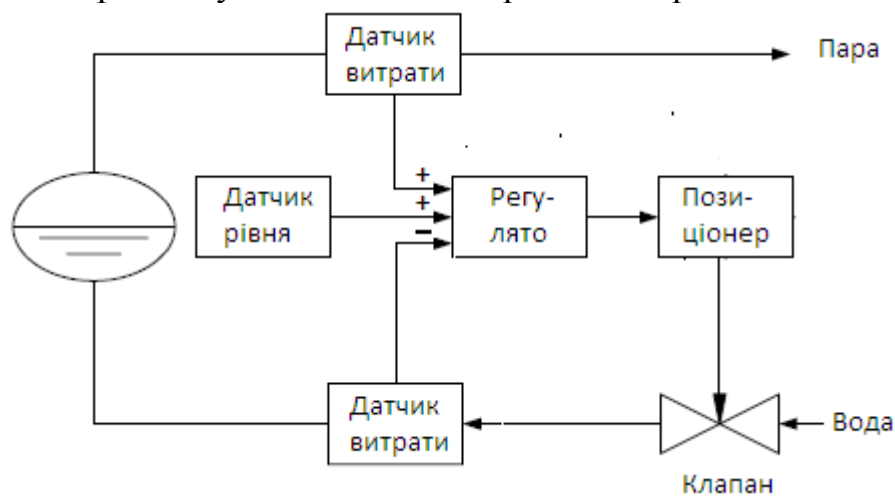 Датчик
витрати
Пара
+
+
−
Датчик
рівня
Регу-
лято
Пози-
ціонер
Датчик
витрати
Вода
Клапан